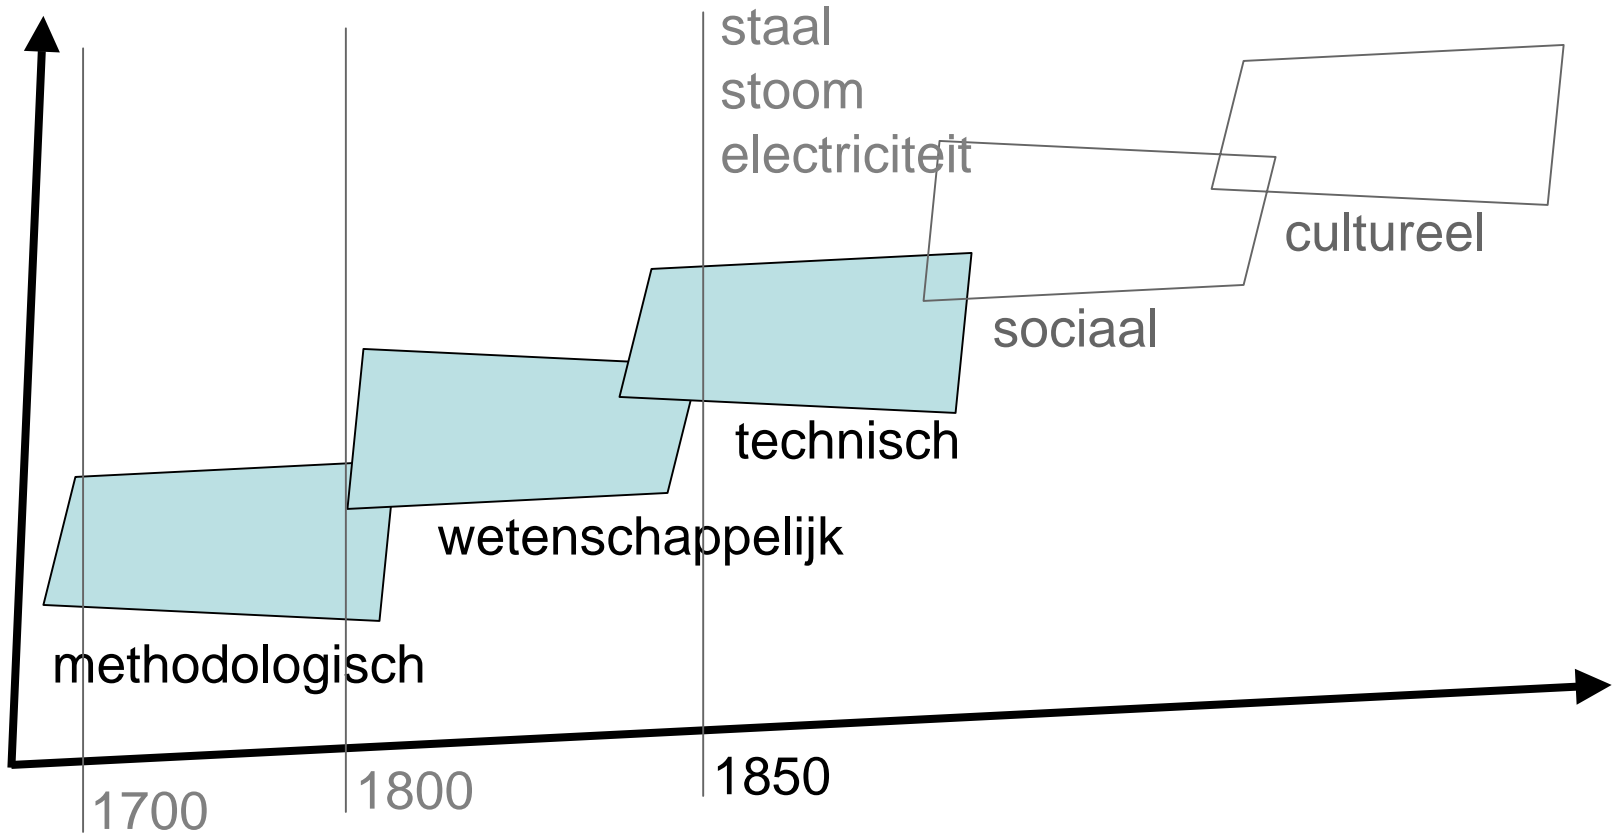 staal
stoom
electriciteit
cultureel
sociaal
technisch
wetenschappelijk
methodologisch
1700
1800
1850